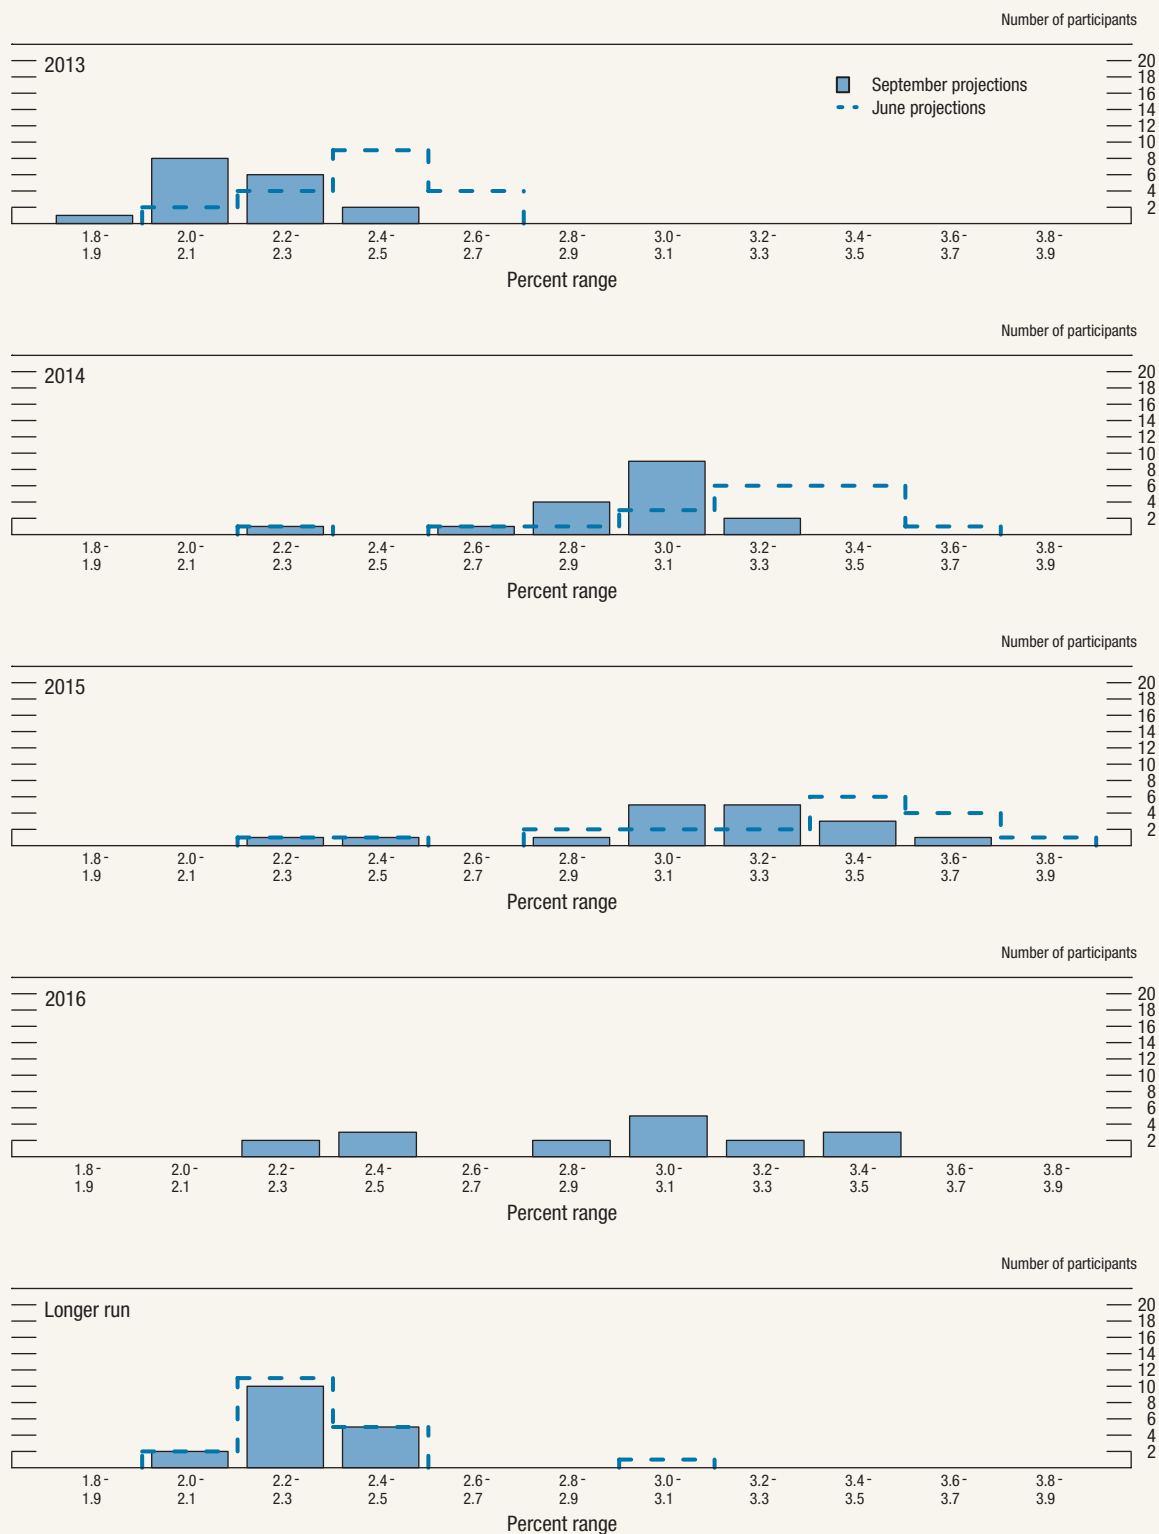 Number of participants
2013
September projections
June projections
20
18
16
14
12
10
8
6
4
2
1.8- 2.0- 2.2- 2.4- 2.6- 2.8- 3.0- 3.2- 3.4- 3.6- 3.8-
1.9 2.1 2.3 2.5 2.7 2.9 3.1 3.3 3.5 3.7 3.9
Percent range
Number of participants
2014
20
18
16
14
12
10
8
6
4
2
1.8- 2.0- 2.2- 2.4- 2.6- 2.8- 3.0- 3.2- 3.4- 3.6- 3.8-
1.9 2.1 2.3 2.5 2.7 2.9 3.1 3.3 3.5 3.7 3.9
Percent range
Number of participants
2015
20
18
16
14
12
10
8
6
4
2
1.8- 2.0- 2.2- 2.4- 2.6- 2.8- 3.0- 3.2- 3.4- 3.6- 3.8-
1.9 2.1 2.3 2.5 2.7 2.9 3.1 3.3 3.5 3.7 3.9
Percent range
Number of participants
2016
20
18
16
14
12
10
8
6
4
2
1.8- 2.0- 2.2- 2.4- 2.6- 2.8- 3.0- 3.2- 3.4- 3.6- 3.8-
1.9 2.1 2.3 2.5 2.7 2.9 3.1 3.3 3.5 3.7 3.9
Percent range
Number of participants
Longer run
20
18
16
14
12
10
8
6
4
2
1.8- 2.0- 2.2- 2.4- 2.6- 2.8- 3.0- 3.2- 3.4- 3.6- 3.8-
1.9 2.1 2.3 2.5 2.7 2.9 3.1 3.3 3.5 3.7 3.9
Percent range